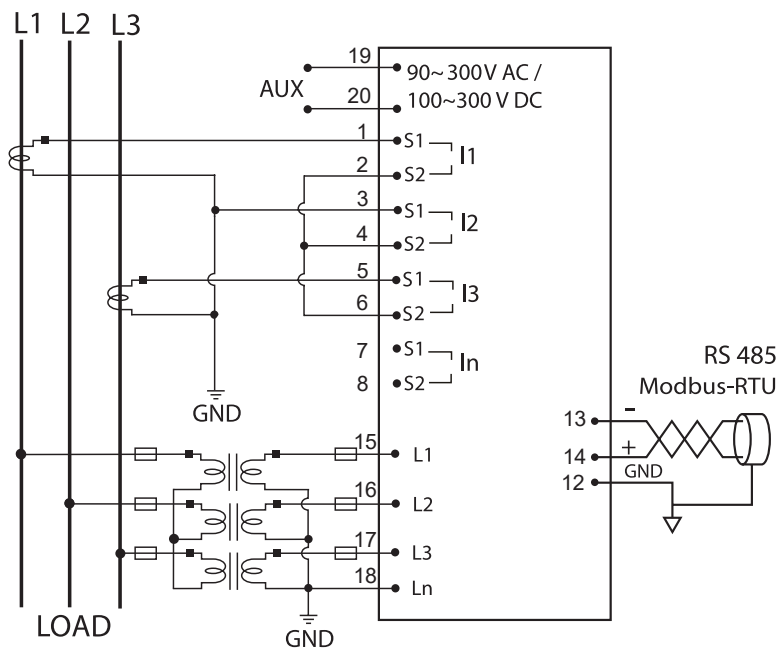 L1 L2 L3
AUX
19
20
90~300V AC /
100~300 V DC
1
S1
I1
2
S2
3
S1
I2
4
S2
5
S1
I3
6
S2
7
S1
In
8
S2
GND
RS 485
Modbus-RTU
13
-
14
+
GND
12
15
L1
16
L2
17
L3
18
Ln
LOAD
GND